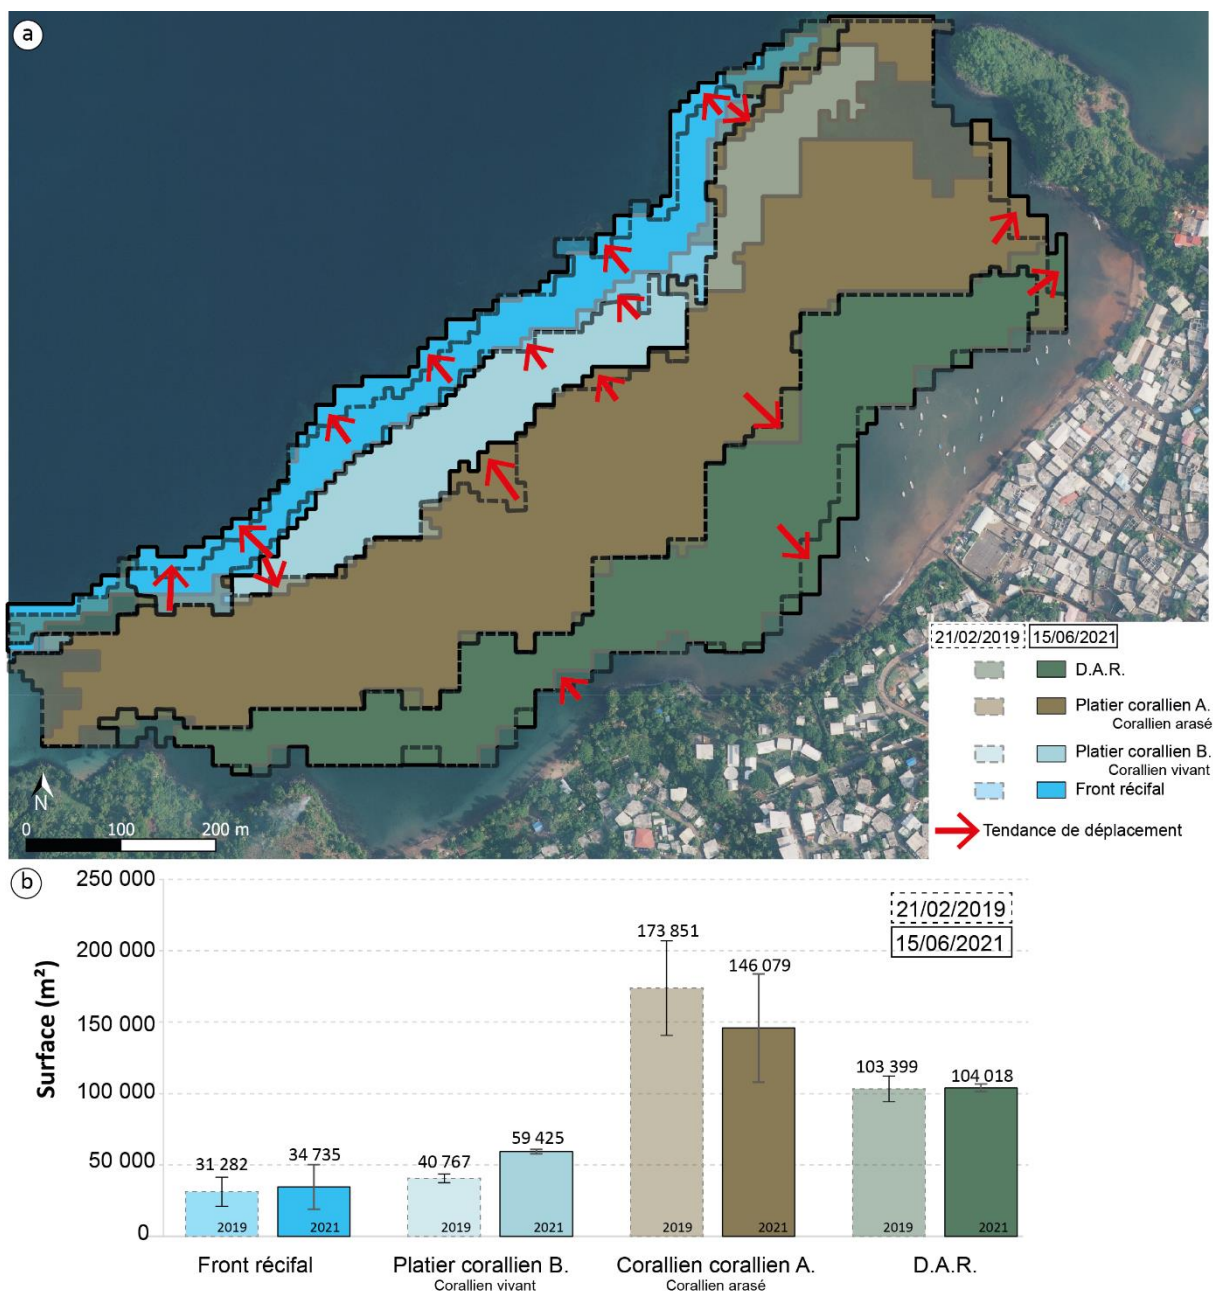 a
21/02/2019 15/06/2021
D.A.R.
Platier corallien A.
Corallien arasé
Platier corallien B.
Corallien vivant
Front récifal
Tendance de déplacement
N
0 100 200 m
b
250 000
200 000
150 000
100 000
50 000
0
Surface (m²)
21/02/2019
15/06/2021
173 851
146 079
103 399
104 018
59 425
40 767
31 282
34 735
2019 2021 2019 2021 2019 2021 2019 2021
Front récifal Platier corallien B. Corallien corallien A. D.A.R.
Corallien vivant Corallien arasé